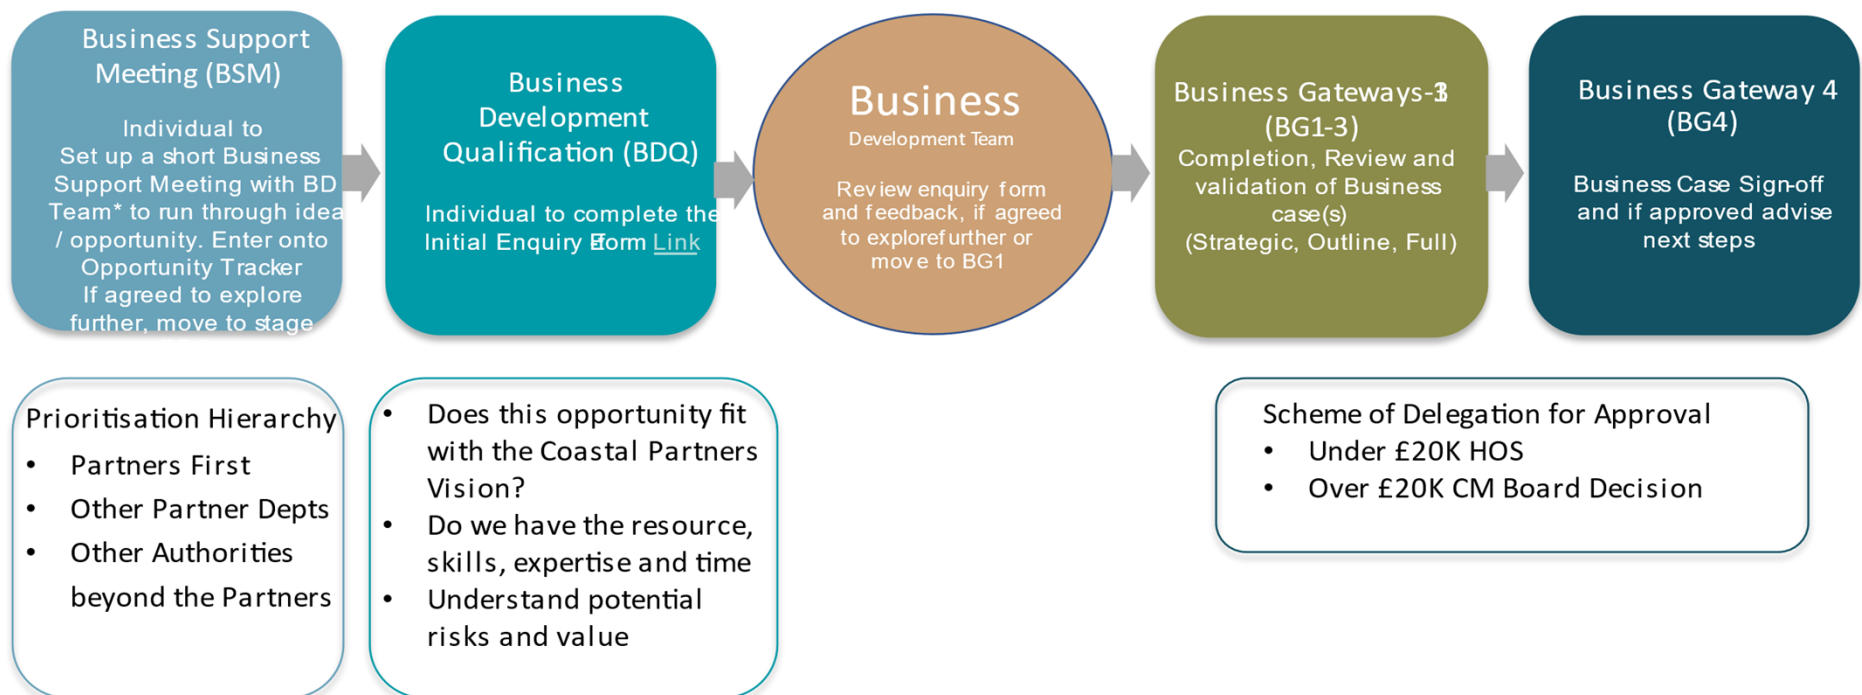 Business Support
Meeting (BSM)
Individual to
Set up a short Business
Support Meeting with BD
Team* to run through idea
/ opportunity. Enter onto
Opportunity Tracker
If agreed to explore
further, move to stage
Business
Development
Qualification (BDQ)
Individual to complete the
Initial Enquiry Form Link
Business
Development Team
Review enquiry form
and feedback, if agreed
to explore further or
move to BG1
Business Gateways
(BG1-3)
Completion, Review and
validation of Business
case(s)
(Strategic, Outline, Full)
Business Gateway 4
(BG4)
Business Case Sign-off
and if approved advise
next steps
Prioritisation Hierarchy
• Partners First
• Other Partner Depts
• Other Authorities
beyond the Partners
• Does this opportunity fit
with the Coastal Partners
Vision?
• Do we have the resource,
skills, expertise and time
• Understand potential
risks and value
Scheme of Delegation for Approval
• Under £20K HOS
• Over £20K CM Board Decision